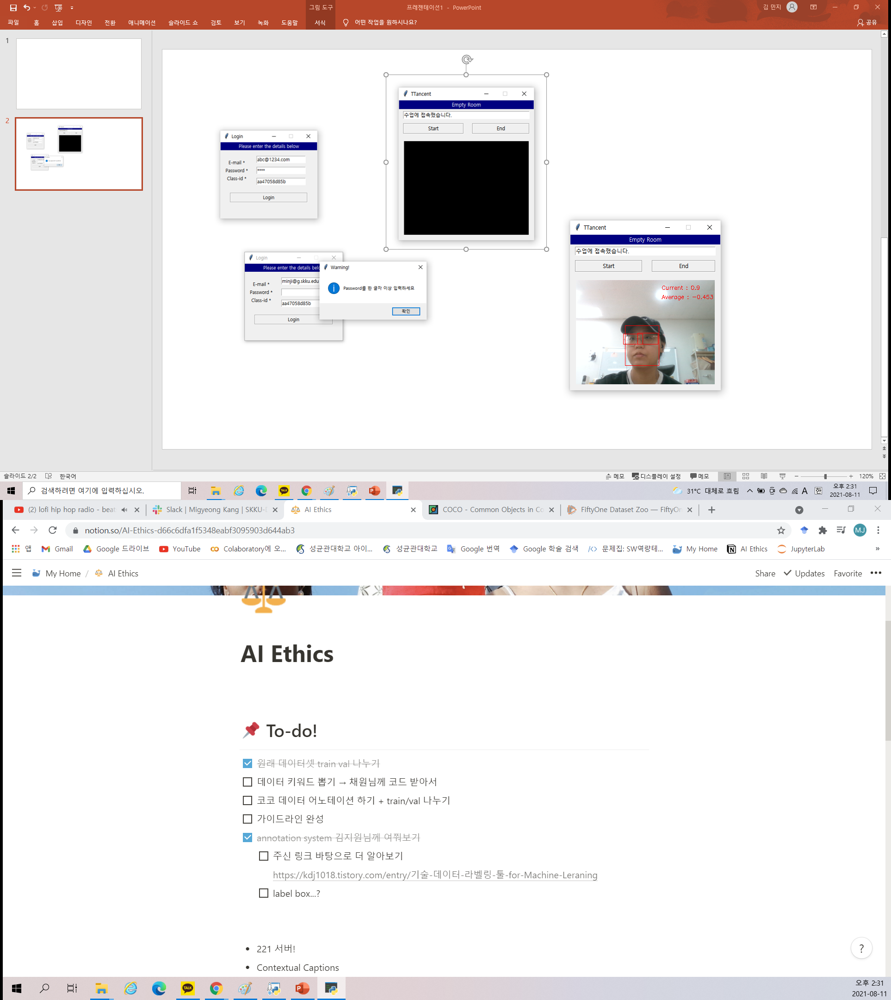 그림 도구
프레젠테이션1 - PowerPoint
김 민지
파일 홈 삽입 디자인 전환 애니메이션 슬라이드 쇼 검토 보기 녹화 도움말 서식 어떤 작업을 원하시나요? 공유
1
2
TTancent
Empty Room
수업에 접속했습니다.
Start End
Login
Please enter the details below
E-mail * abc@1234.com
Password * ****
Class-id * aa47058d85b
Login
TTancent
Empty Room
수업에 접속했습니다.
Start End
Current : 0.9
Average : -0.453
Login
Please enter the details belo
E-mail * minji@g.skku.edu
Password *
Class-id * aa47058d85b
Login
Warning!
Password를 한 글자 이상 입력하세요
확인
슬라이드 2/2 한국어 메모 디스플레이 설정 메모 120%
검색하려면 여기에 입력하십시오. TALK 31°C 대체로 흐림 A 한 오후 2:31
2021-08-11
(2) lofi hip hop radio - beat Slack | Migyeong Kang | SKKU- AI Ethics COCO - Common Objects in Co FiftyOne Dataset Zoo — FiftyOn
notion.so/AI-Ethics-d66c6dfa1f5348eabf3095903d644ab3 MJ
앱 Gmail Google 드라이브 YouTube Colaboratory에 오... 성균관대학교 아이... 성균관대학교 Google 번역 Google 학술 검색 문제집: SW역량테... My Home AI Ethics JupyterLab »
My Home / AI Ethics Share Updates Favorite
AI Ethics
To-do!
원래 데이터셋 train val 나누기
데이터 키워드 뽑기 → 채원님께 코드 받아서
코코 데이터 어노테이션 하기 + train/val 나누기
가이드라인 완성
annotation system 김지원님께 여쭤보기
주신 링크 바탕으로 더 알아보기
https://kdj1018.tistory.com/entry/기술-데이터-라벨링-툴-for-Machine-Leraning
label box...?
• 221 서버!
• Contextual Captions
?
TALK 오후 2:31
2021-08-11